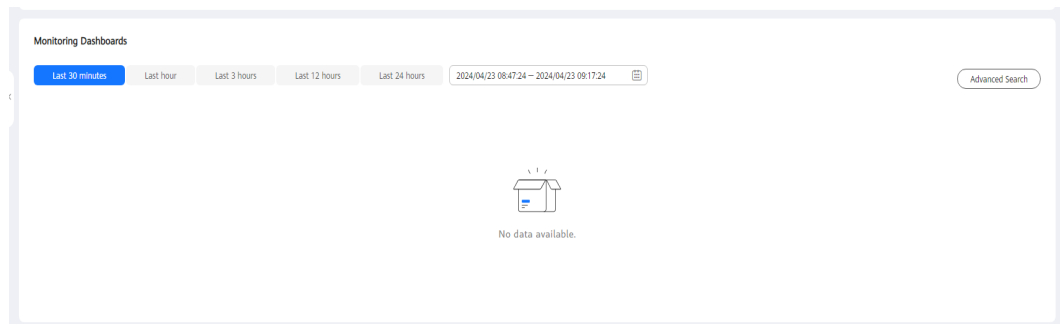 Monitoring Dashboards
Last 30 minutes Last hour Last 3 hours Last 12 hours Last 24 hours 2024/04/23 08:47:24 — 2024/04/23 09:17:24 Advanced Search
No data available.